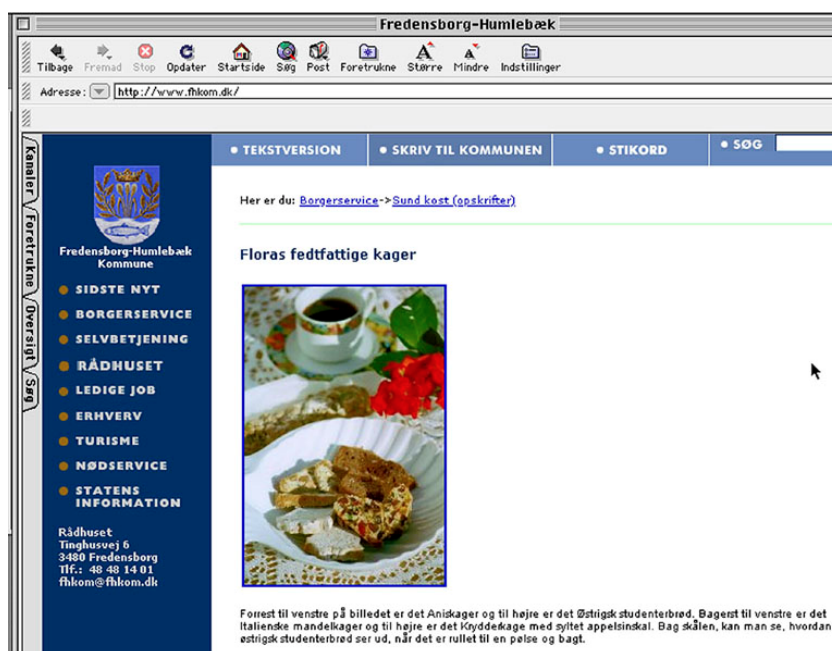 Fredensborg-Humlebæk
Tilbage Fremad Stop Opdater Startside Søg Post Foretrukne Større Mindre Indstillinger
Adresse: http://www.fhkom.dk/
Kanaler
Foretrukne
Oversigt
Søg
TEKSTVERSION SKRIV TIL KOMMUNEN STIKORD SØG
Her er du: Borgerservice->Sund kost (opskrifter)
Fredensborg-Humlebæk
Kommune
SIDSTE NYT
BORGERSERVICE
SELVBETJENING
RÅDHUSET
LEDIGE JOB
ERHVERV
TURISME
NØDSERVICE
STATENS
INFORMATION
Rådhuset
Tinghusvej 6
3480 Fredensborg
Tlf.: 48 48 14 01
fhkom@fhkom.dk
Floras fedtfattige kager
Forrest til venstre på billedet er det Aniskager og til højre er det Østrigsk studenterbrød. Bagerst til venstre er det
Italienske mandelkager og til højre er det Krydderkage med syltet appelsinskal. Bag skålen, kan man se, hvordan
østrigsk studenterbrød ser ud, når det er rullet til en pølse og bagt.